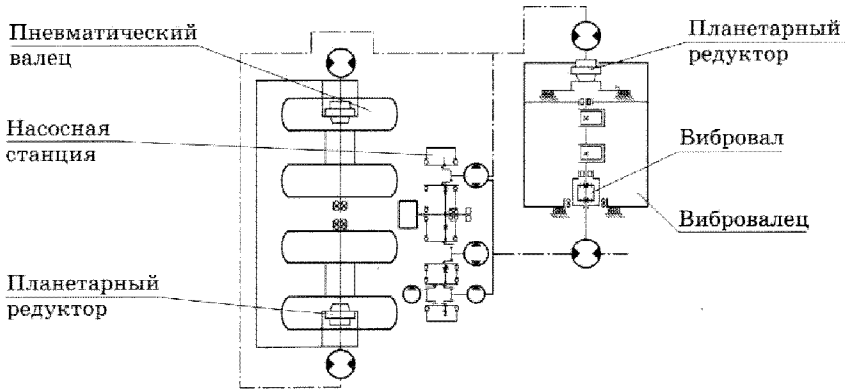 Пневматический
валец
Насосная
станция
Планетарный
редуктор
Планетарный
редуктор
Вибровал
Вибровалец